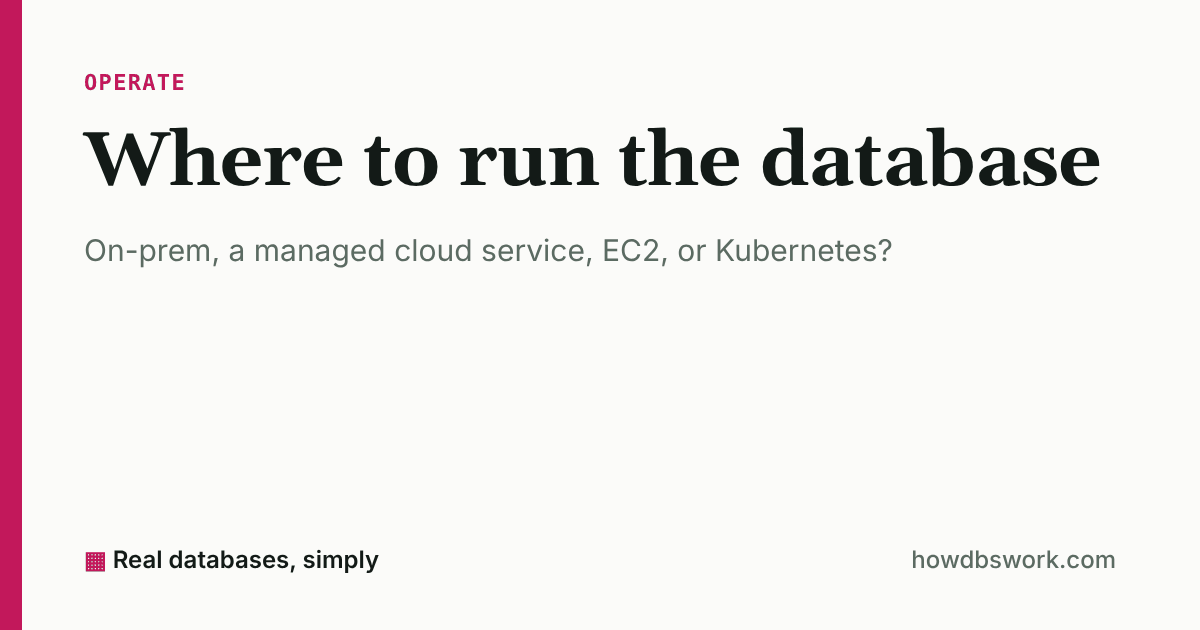 OPERATE
Where to run the database
On-prem, a managed cloud service, EC2, or Kubernetes?
Real databases, simply
howdbswork.com